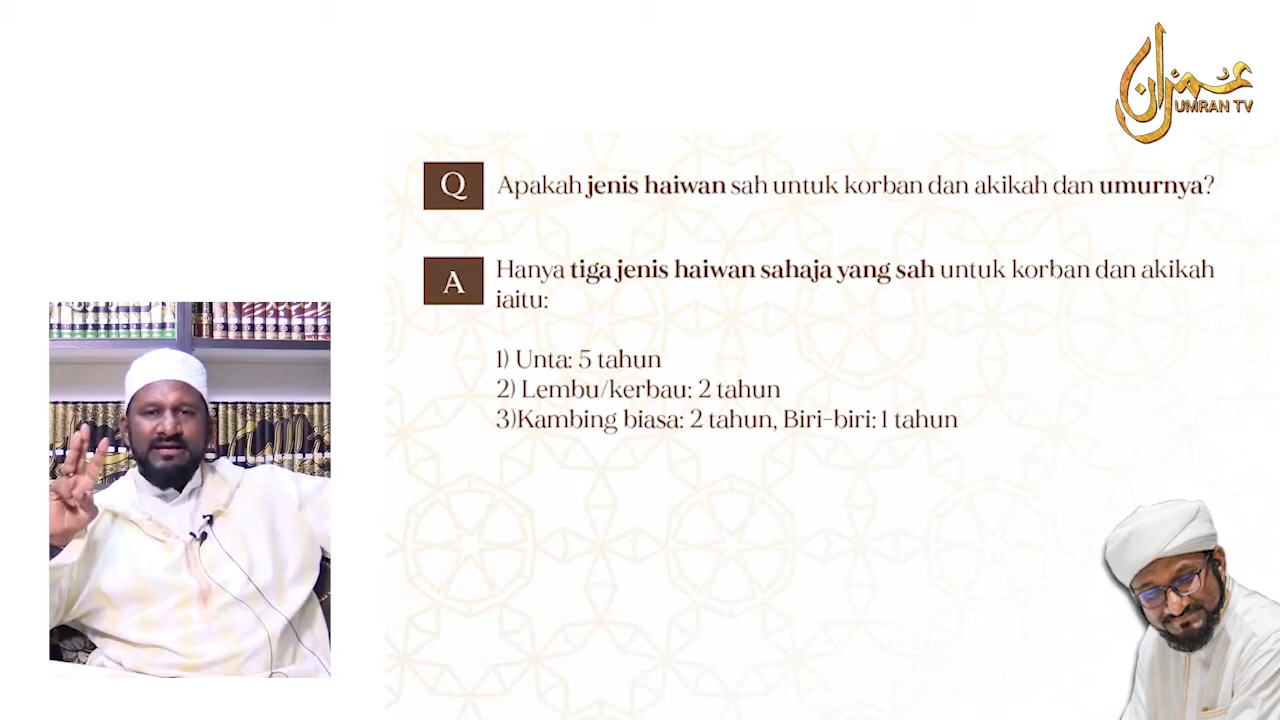 عمران
UMRAN TV
Q
Apakah jenis haiwan sah untuk korban dan akikah dan umurnya?
A
Hanya tiga jenis haiwan sahaja yang sah untuk korban dan akikah
iaitu:
1) Unta: 5 tahun
2) Lembu/kerbau: 2 tahun
3)Kambing biasa: 2 tahun, Biri-biri: 1 tahun